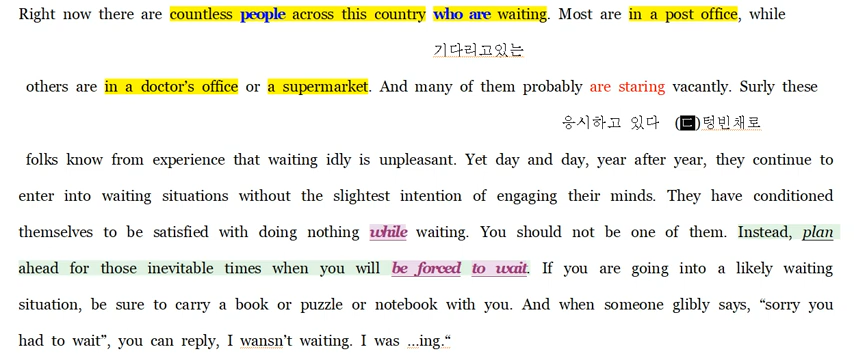 Right now there are countless people across this country who are waiting. Most are in a post office, while
기다리고있는
others are in a doctor's office or a supermarket. And many of them probably are staring vacantly. Surly these
응시하고 있다 (ㄷ)텅빈채로
folks know from experience that waiting idly is unpleasant. Yet day and day, year after year, they continue to
enter into waiting situations without the slightest intention of engaging their minds. They have conditioned
themselves to be satisfied with doing nothing while waiting. You should not be one of them. Instead, plan
ahead for those inevitable times when you will be forced to wait. If you are going into a likely waiting
situation, be sure to carry a book or puzzle or notebook with you. And when someone glibly says, “sorry you
had to wait”, you can reply, I wansn't waiting. I was …ing.“